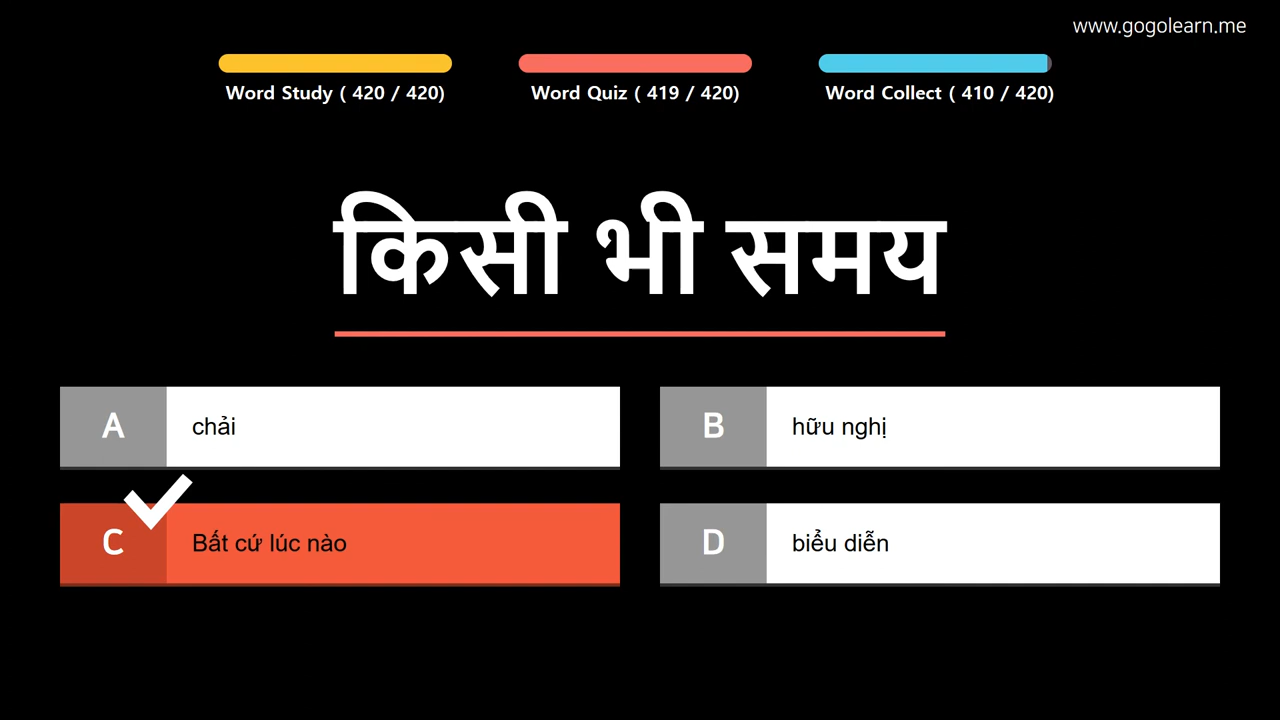 www.gogolearn.me
Word Study ( 420 / 420)
Word Quiz ( 419 / 420)
Word Collect ( 410 / 420)
किसी भी समय
A
chải
B
hữu nghị
C
Bất cứ lúc nào
D
biểu diễn